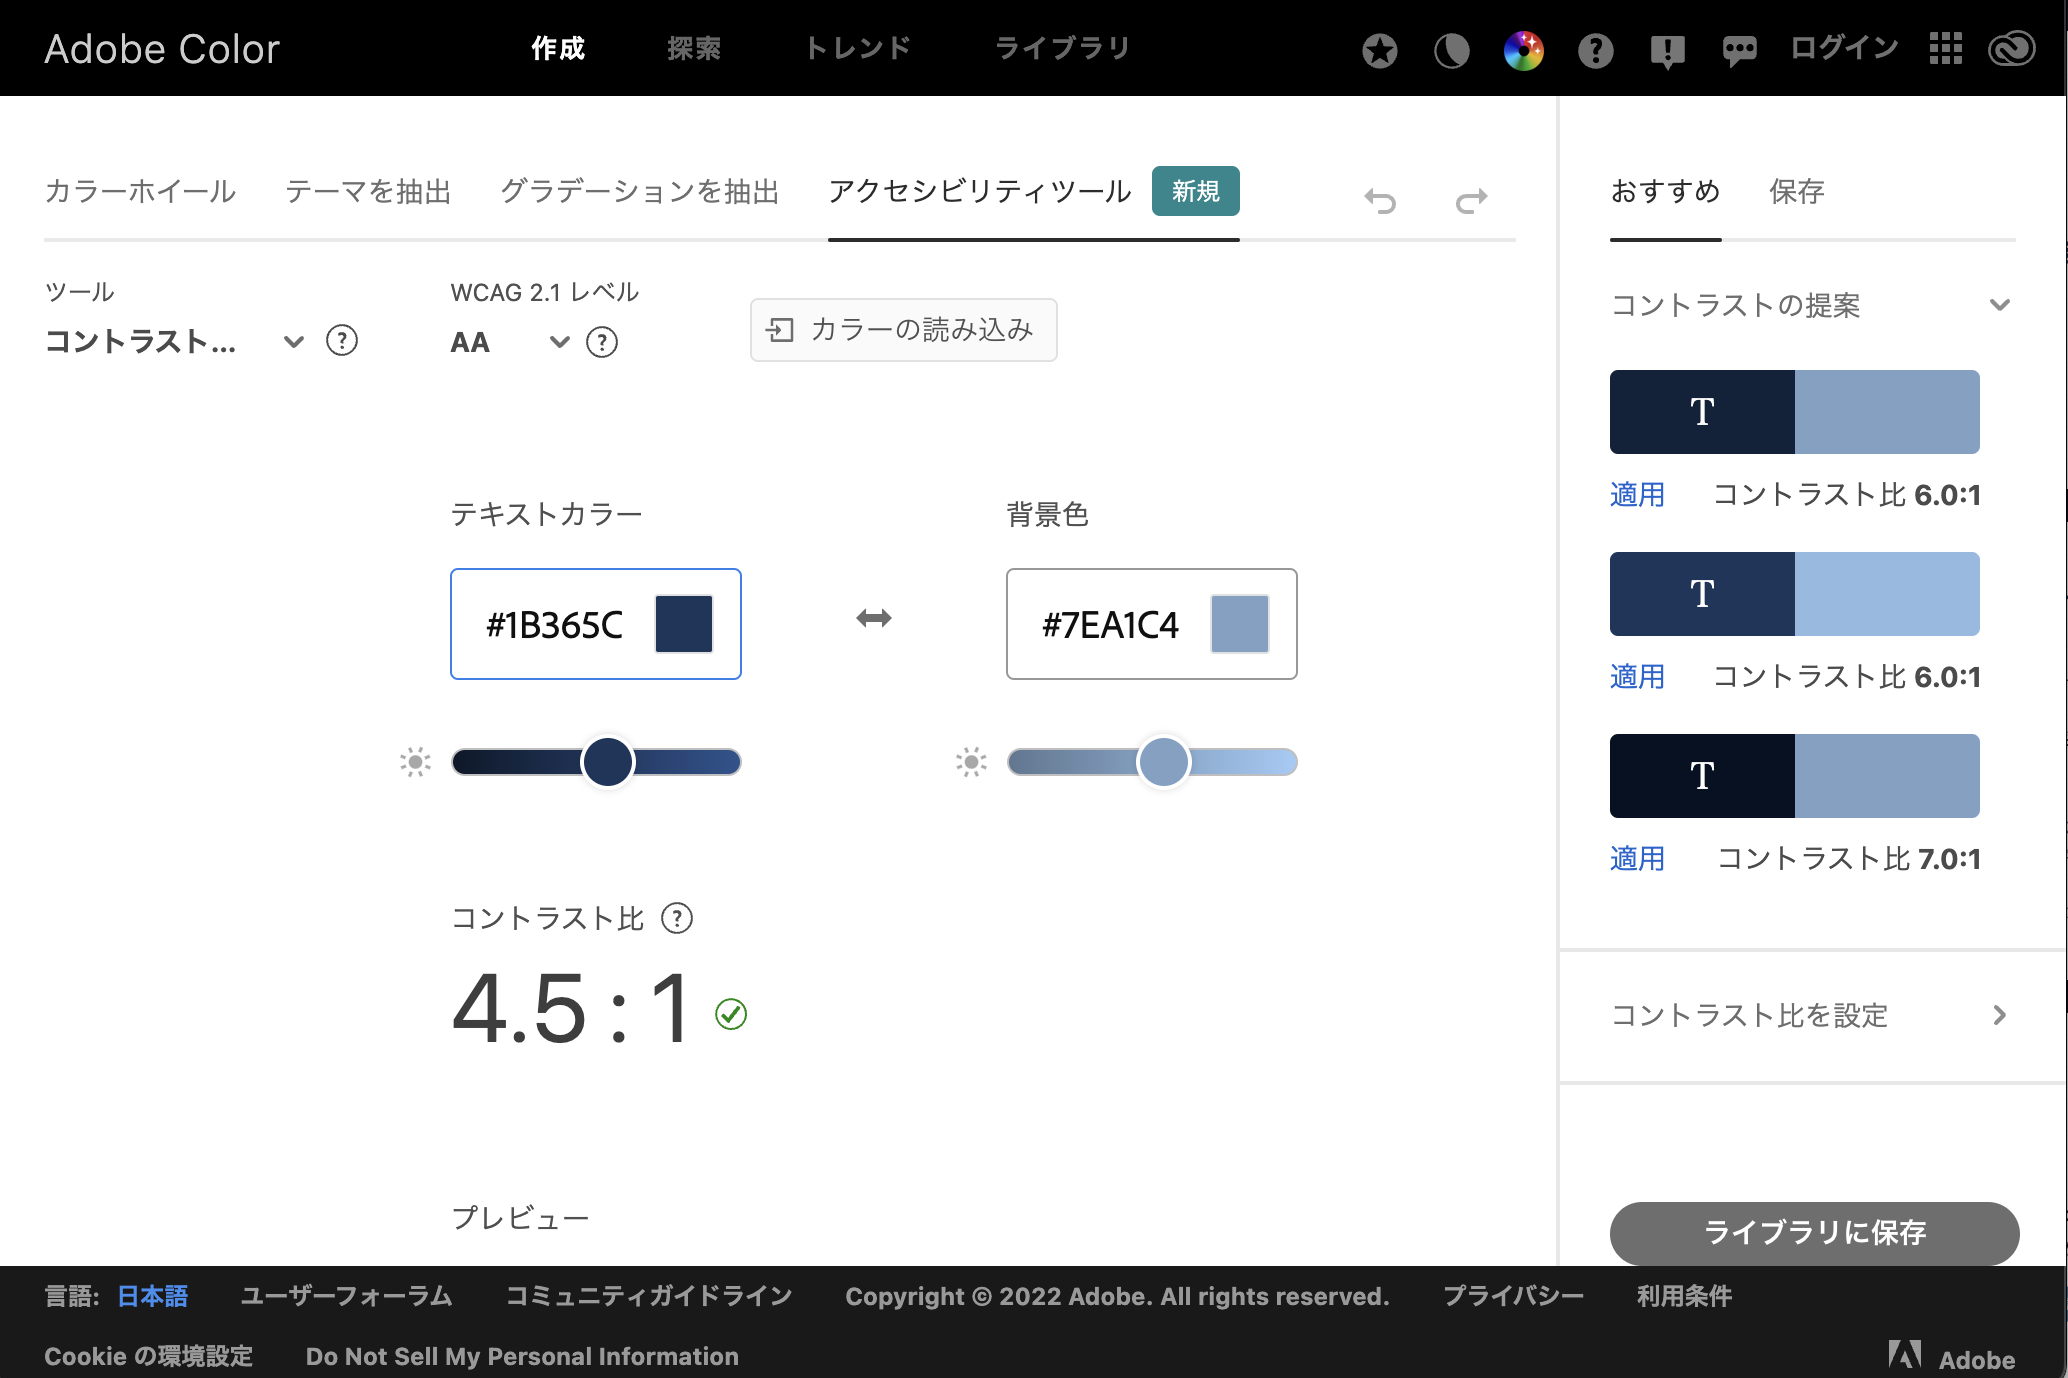 Adobe Color 作成 探索 トレンド ライブラリ ログイン
カラーホイール テーマを抽出 グラデーションを抽出 アクセシビリティツール 新規
ツール WCAG 2.1 レベル
コントラスト... AA カラーの読み込み
テキストカラー 背景色
#1B365C #7EA1C4
コントラスト比
4.5 : 1
プレビュー
おすすめ 保存
コントラストの提案
T
適用 コントラスト比 6.0:1
T
適用 コントラスト比 6.0:1
T
適用 コントラスト比 7.0:1
コントラスト比を設定
ライブラリに保存
言語: 日本語 ユーザーフォーラム コミュニティガイドライン Copyright © 2022 Adobe. All rights reserved. プライバシー 利用条件
Cookie の環境設定 Do Not Sell My Personal Information Adobe